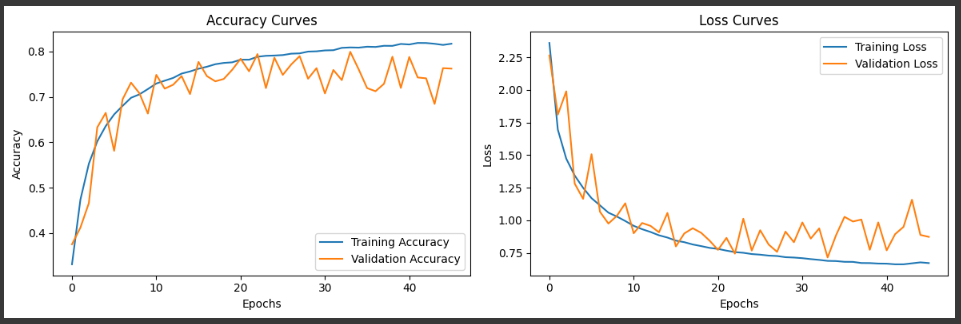 Accuracy Curves
Accuracy
0.8
0.7
0.6
0.5
0.4
0
10
20
30
40
Epochs
Training Accuracy
Validation Accuracy
Loss Curves
Loss
2.25
2.00
1.75
1.50
1.25
1.00
0.75
0
10
20
30
40
Epochs
Training Loss
Validation Loss